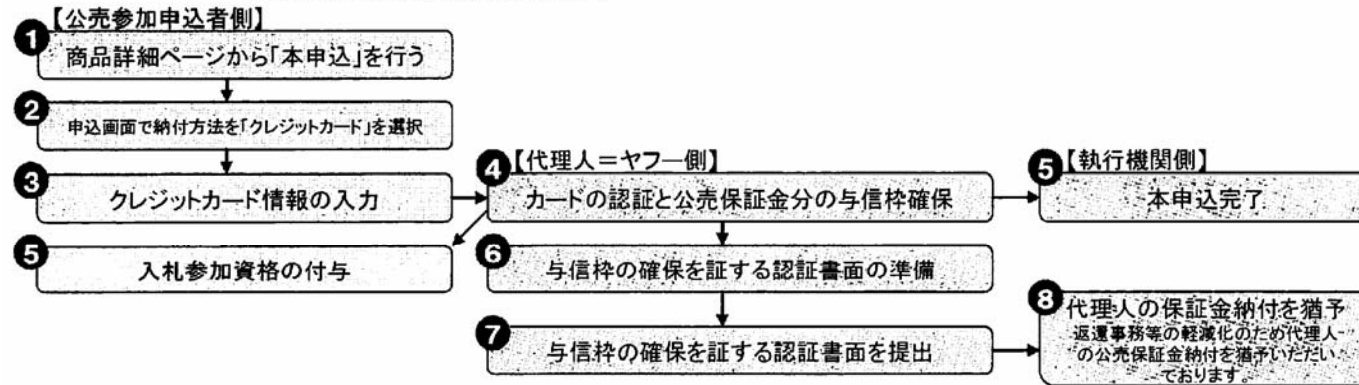 【公売参加申込者側】
1 商品詳細ページから「本申込」を行う
2 申込画面で納付方法を「クレジットカード」を選択
3 クレジットカード情報の入力
5 入札参加資格の付与
【代理人=ヤフー側】
4 カードの認証と公売保証金分の与信枠確保
6 与信枠の確保を証する認証書面の準備
7 与信枠の確保を証する認証書面を提出
【執行機関側】
5 本申込完了
8 代理人の保証金納付を猶予
返還事務等の軽減化のため代理人
の公売保証金納付を猶予いただい
ております。